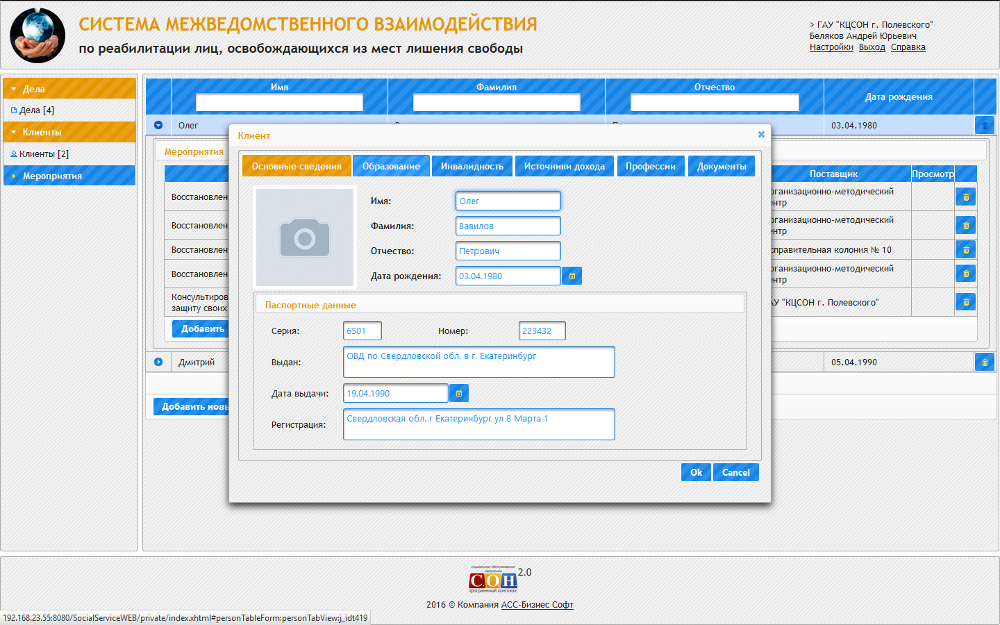 СИСТЕМА МЕЖВЕДОМСТВЕННОГО ВЗАИМОДЕЙСТВИЯ
по реабилитации лиц, освобождающихся из мест лишения свободы
> ГАУ "КЦСОН г. Полевского"
Беляков Андрей Юрьевич
Настройки Выход Справка
Дела
Дела [4]
Клиенты
Клиенты [2]
Мероприятия
Имя Фамилия Отчество Дата рождения
Олег 03.04.1980
Мероприятия
Поставщик Просмотр
Восстановлен
рганизационно-методический
нтр
Восстановлен
рганизационно-методический
нтр
Восстановлен
справительная колония № 10
Восстановлен
рганизационно-методический
нтр
Консультиров
защиту своих
АУ "КЦСОН г. Полевского"
Добавить
Дмитрий 05.04.1990
Добавить новы
Клиент
Основные сведения Образование Инвалидность Источники дохода Профессии Документы
Имя: Олег
Фамилия: Вавилов
Отчество: Петрович
Дата рождения: 03.04.1980
Паспортные данные
Серия: 6501 Номер: 223432
Выдан: ОВД по Свердловской обл. в г. Екатеринбург
Дата выдачи: 19.04.1990
Регистрация: Свердловская обл. г Екатеринбург ул 8 Марта 1
Ok Cancel
социальное обслуживание
населения
С.О.Н 2.0
программный комплекс
2016 © Компания АСС-Бизнес Софт
192.168.23.55:8080/SocialServiceWEB/private/index.xhtml#personTableForm:personTabView:j_idt419